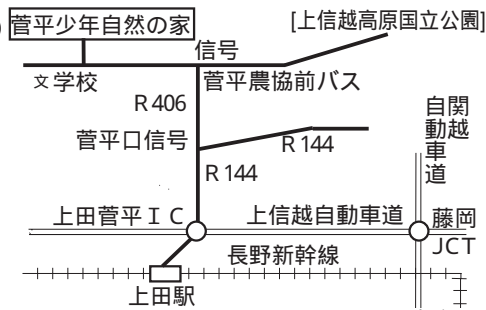 菅平少年自然の家
[上信越高原国立公園]
信号
文 学校
菅平農協前バス
R 406
菅平口信号
R 144
R 144
関越
自動車道
上田菅平ＩＣ
上信越自動車道
藤岡
JCT
長野新幹線
上田駅